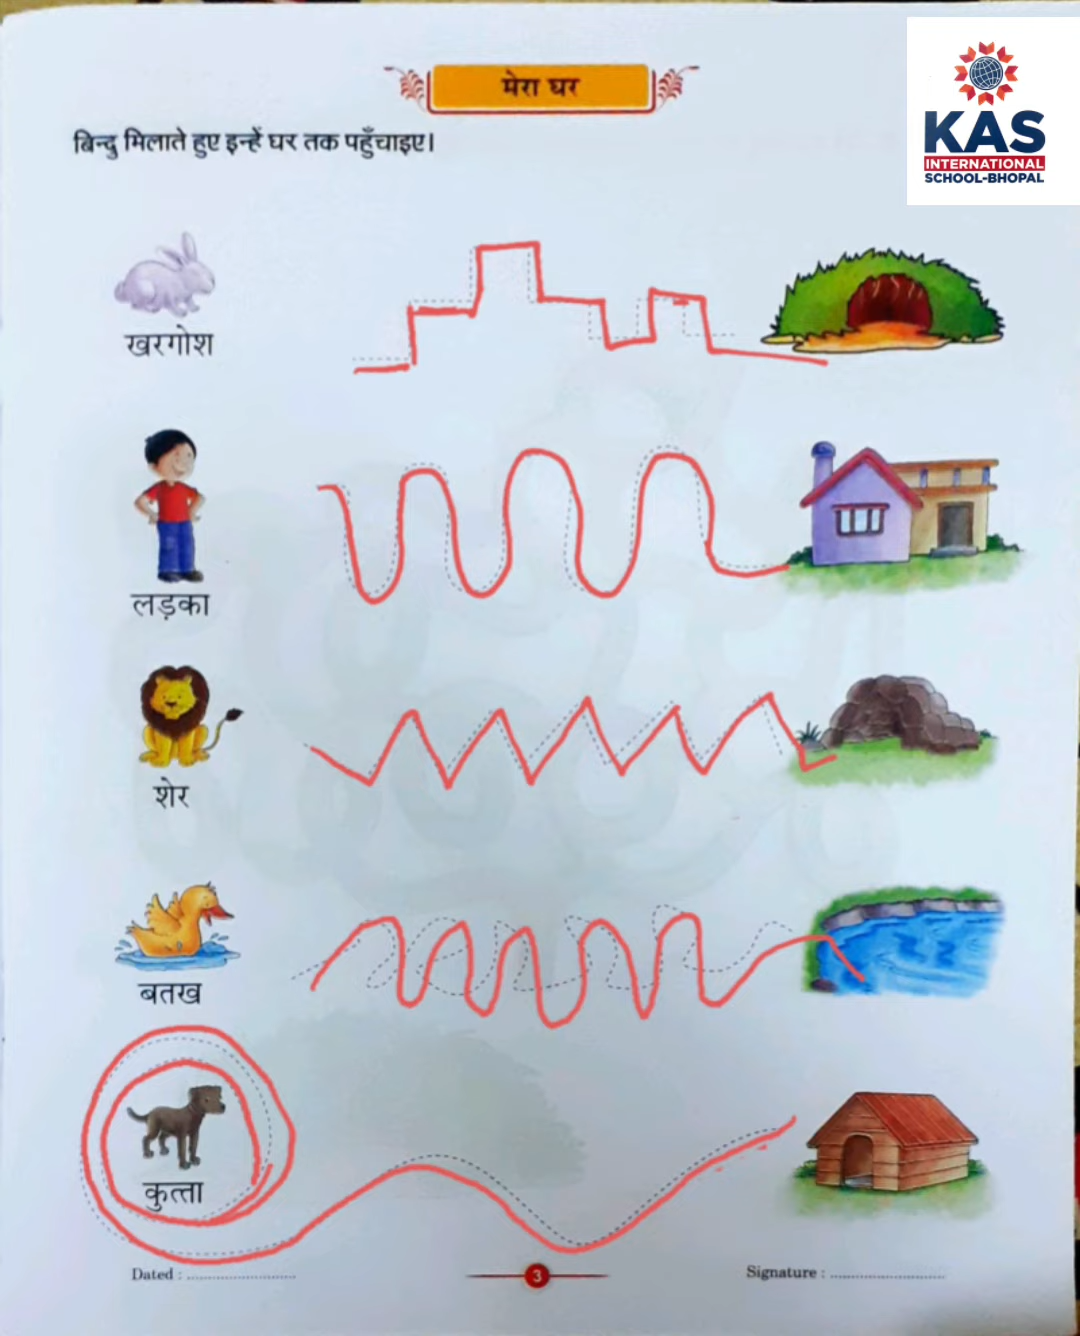 मेरा घर
KAS
INTERNATIONAL
SCHOOL-BHOPAL
बिन्दु मिलाते हुए इन्हें घर तक पहुँचाइए।
खरगोश
लड़का
शेर
बतख
कुत्ता
Dated : ............................
3
Signature : ............................